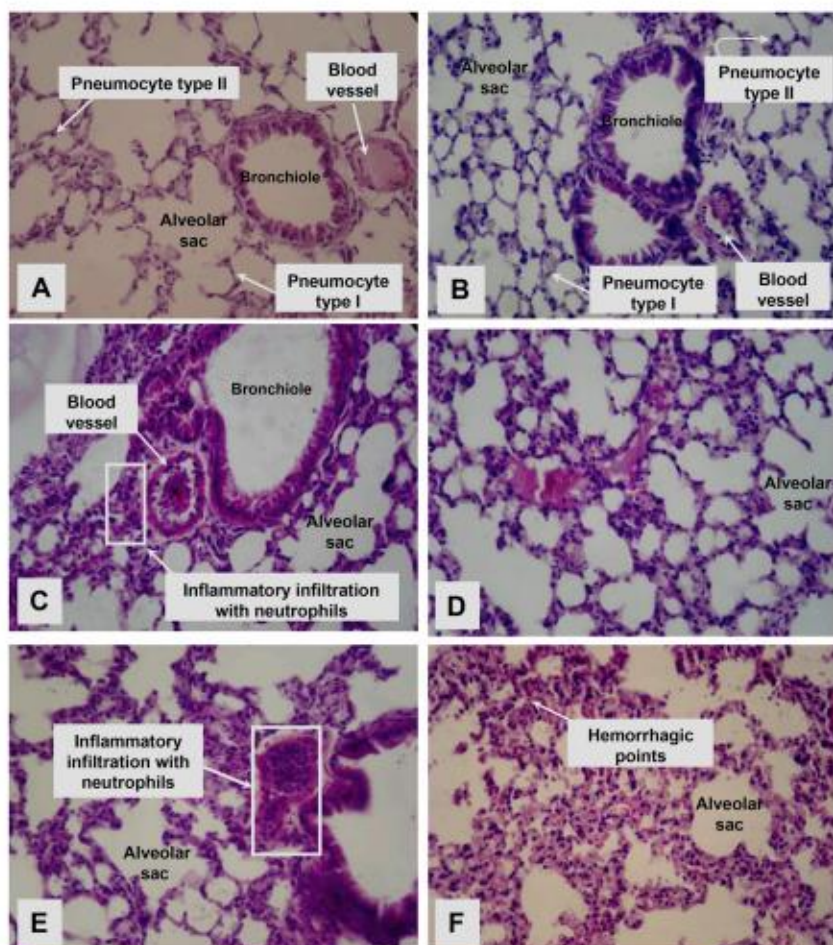 Pneumocyte type II
Blood
vessel
Bronchiole
Alveolar
sac
Pneumocyte
type I
A
Alveolar
sac
Pneumocyte
type II
Bronchiole
Pneumocyte
type I
Blood
vessel
B
Blood
vessel
Bronchiole
Alveolar
sac
Inflammatory infiltration
with neutrophils
C
Alveolar
sac
D
Inflammatory
infiltration with
neutrophils
Alveolar
sac
E
Hemorrhagic
points
Alveolar
sac
F